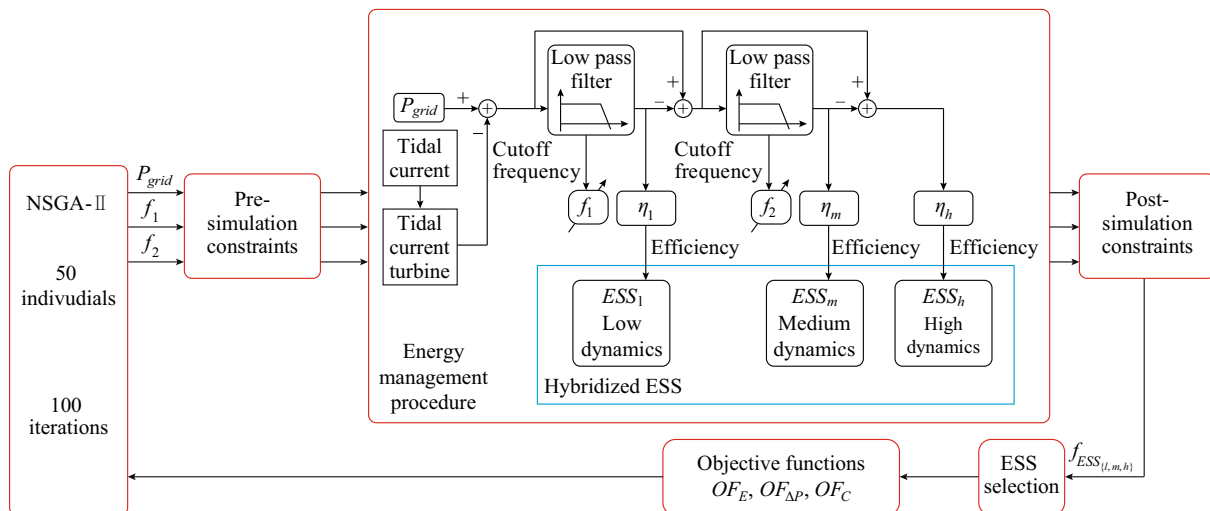 NSGA-Ⅱ
50
indivudials
100
iterations
P_grid
f_1
f_2
Pre-
simulation
constraints
P_grid
+
+
−
Tidal
current
Tidal
current
turbine
Low pass
filter
Cutoff
frequency
f_1
+
−
+
η_1
Efficiency
Low pass
filter
Cutoff
frequency
f_2
+
−
+
η_m
Efficiency
η_h
Efficiency
ESS_1
Low
dynamics
ESS_m
Medium
dynamics
ESS_h
High
dynamics
Hybridized ESS
Energy
management
procedure
Post-
simulation
constraints
f_ESS_{l, m, h}
ESS
selection
Objective functions
OF_E, OF_ΔP, OF_C